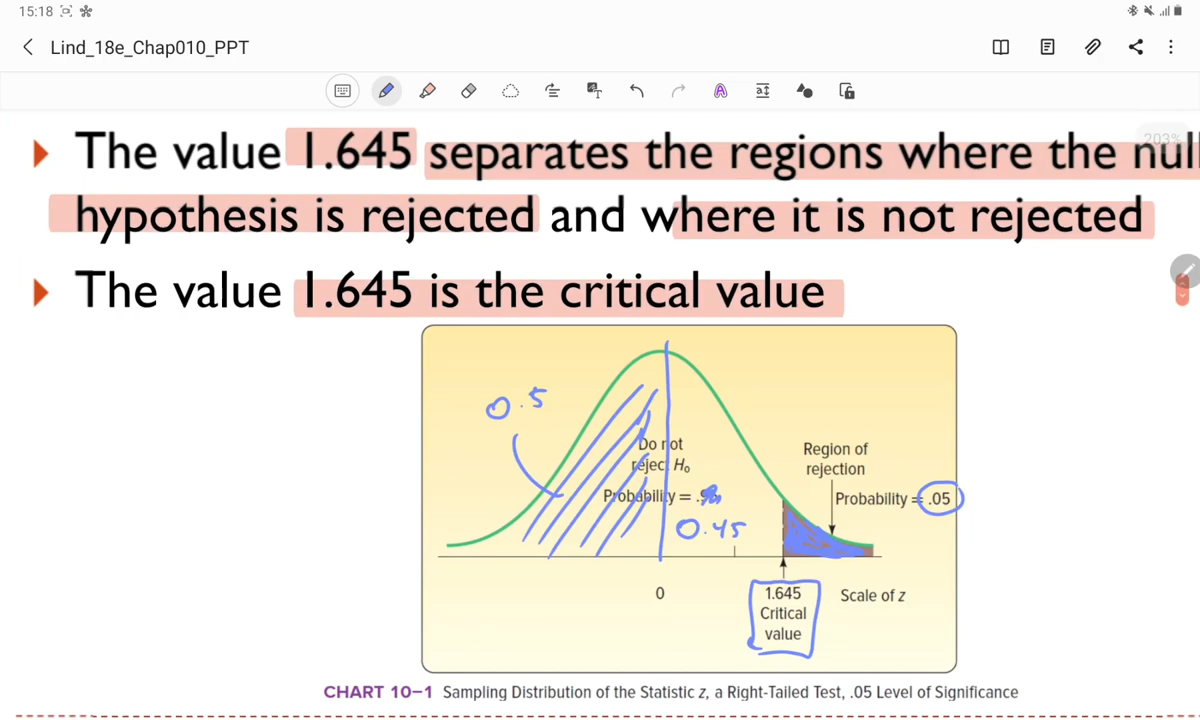 15:18
Lind_18e_Chap010_PPT
203%
The value 1.645 separates the regions where the null
hypothesis is rejected and where it is not rejected
The value 1.645 is the critical value
0.5
Do not
reject H₀
Probability = .
0.45
Region of
rejection
Probability = .05
0
1.645
Critical
value
Scale of z
CHART 10–1 Sampling Distribution of the Statistic z, a Right-Tailed Test, .05 Level of Significance